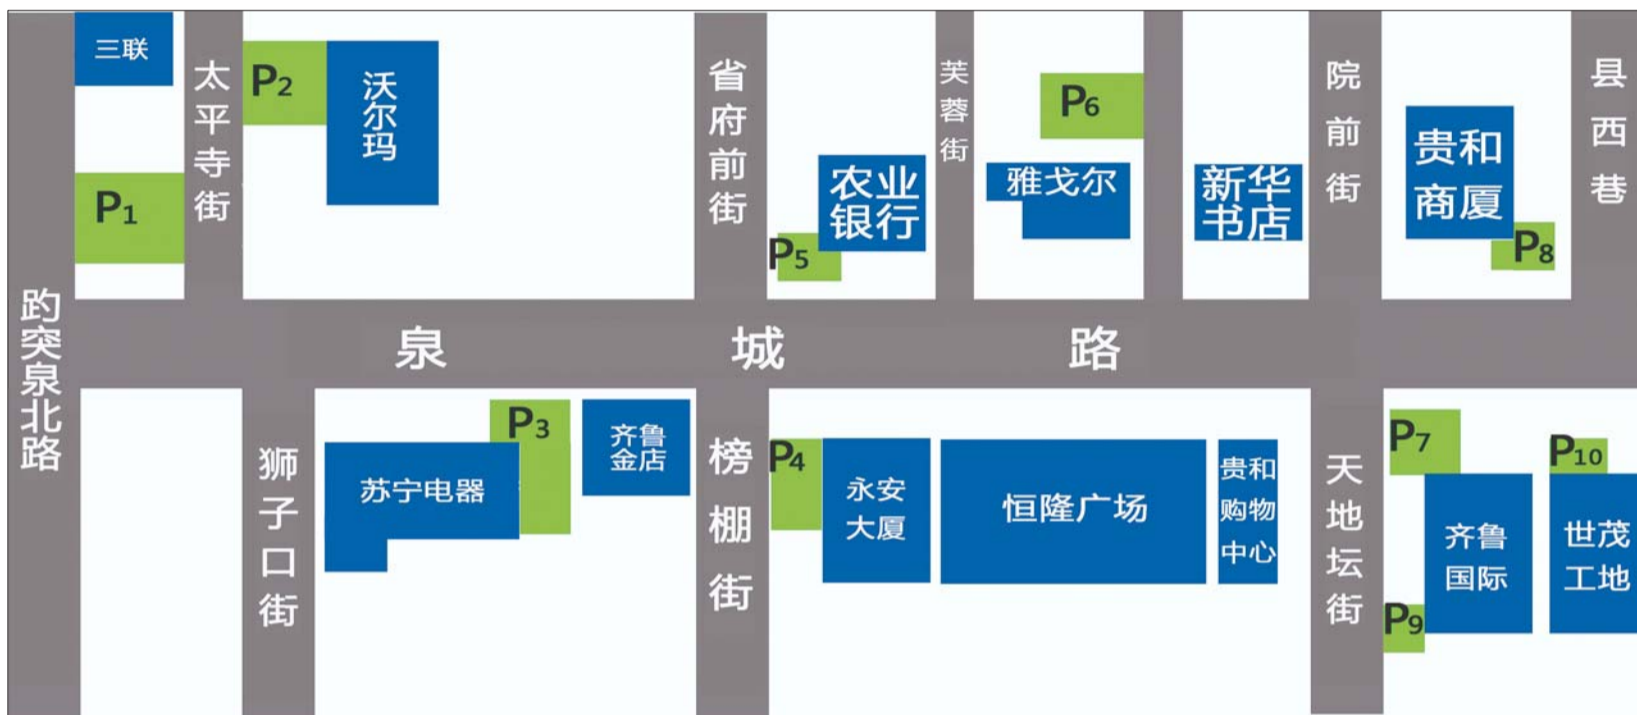 三联
太平寺街
P2
沃尔玛
省府前街
芙蓉街
P6
院前街
县西巷
贵和
商厦
P1
农业
银行
雅戈尔
新华
书店
P5
P8
趵突泉北路
泉城路
P3
齐鲁
金店
狮子口街
苏宁电器
榜棚街
P4
永安
大厦
恒隆广场
贵和
购物
中心
天地坛街
P7
P10
齐鲁
国际
世茂
工地
P9